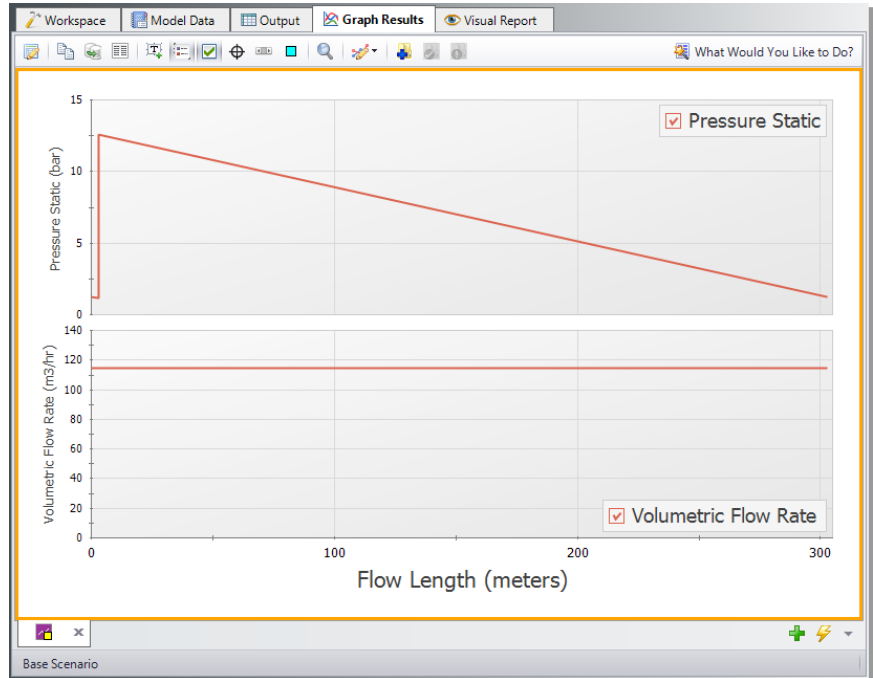 Workspace Model Data Output Graph Results Visual Report
What Would You Like to Do?
15
10
5
0
Pressure Static (bar)
Pressure Static
140
120
100
80
60
40
20
0
Volumetric Flow Rate (m3/hr)
Volumetric Flow Rate
0 100 200 300
Flow Length (meters)
Base Scenario